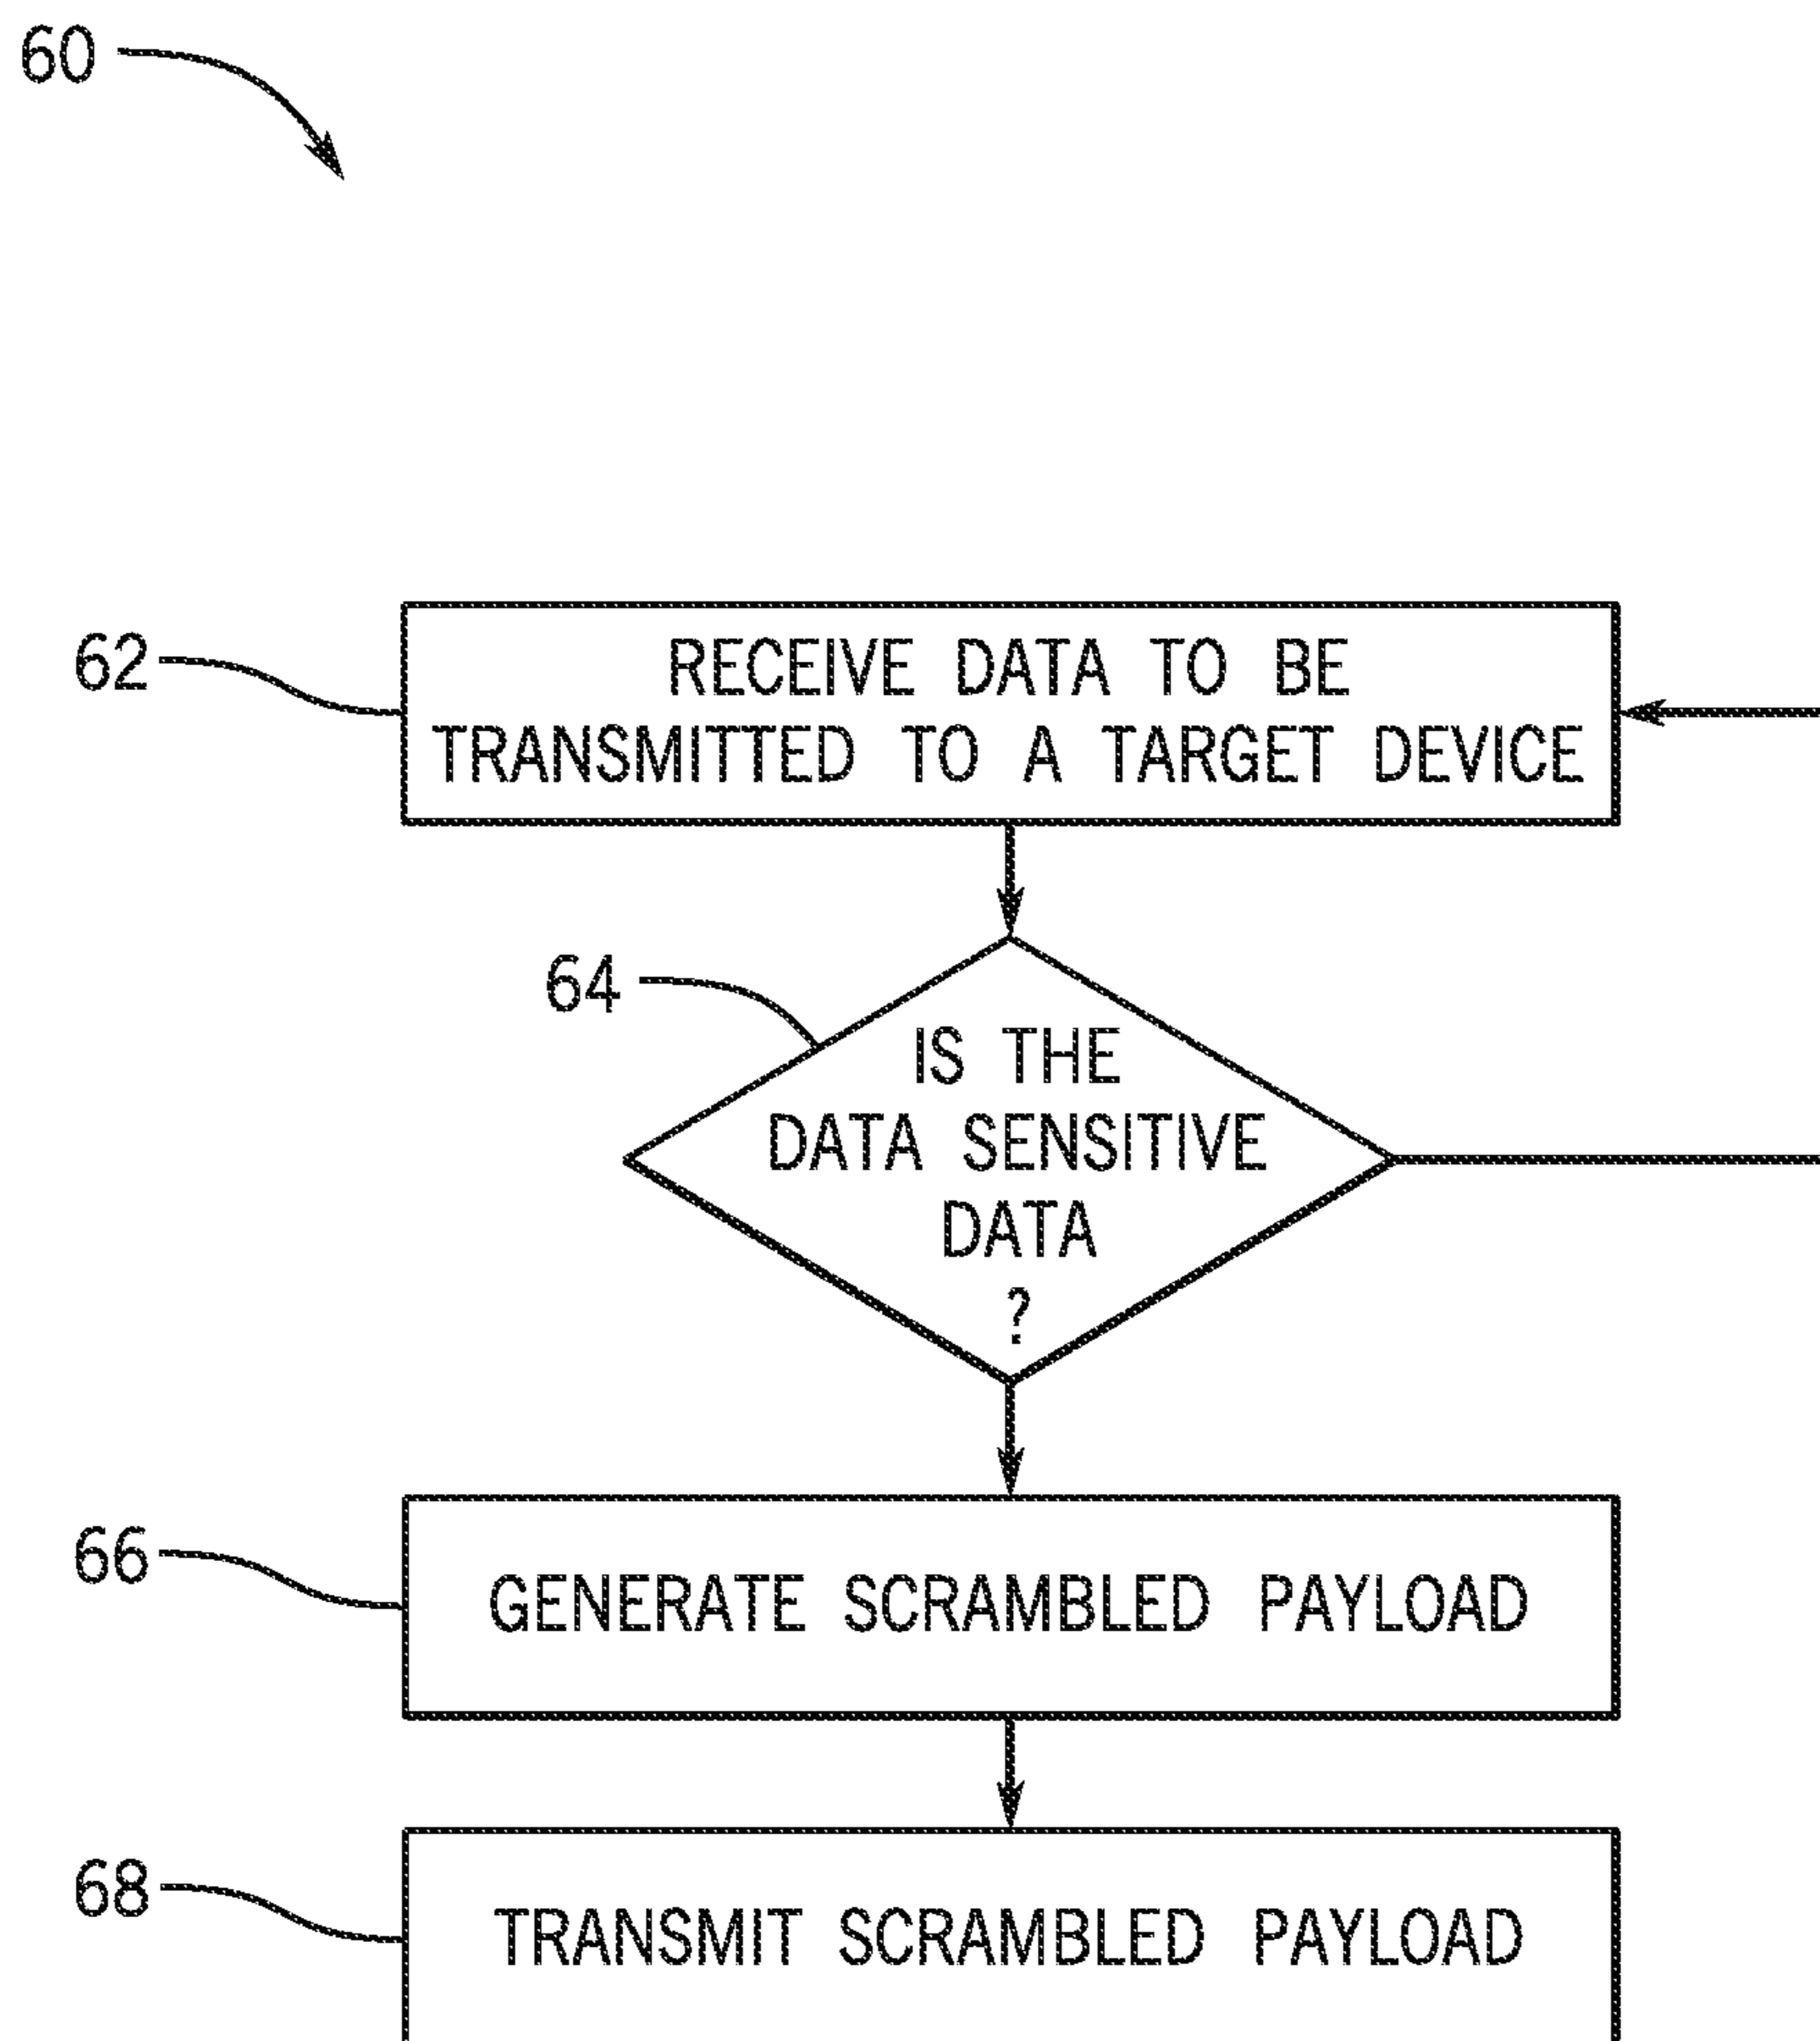 60
62
RECEIVE DATA TO BE
TRANSMITTED TO A TARGET DEVICE
64
IS THE
DATA SENSITIVE
DATA
?
66
GENERATE SCRAMBLED PAYLOAD
68
TRANSMIT SCRAMBLED PAYLOAD